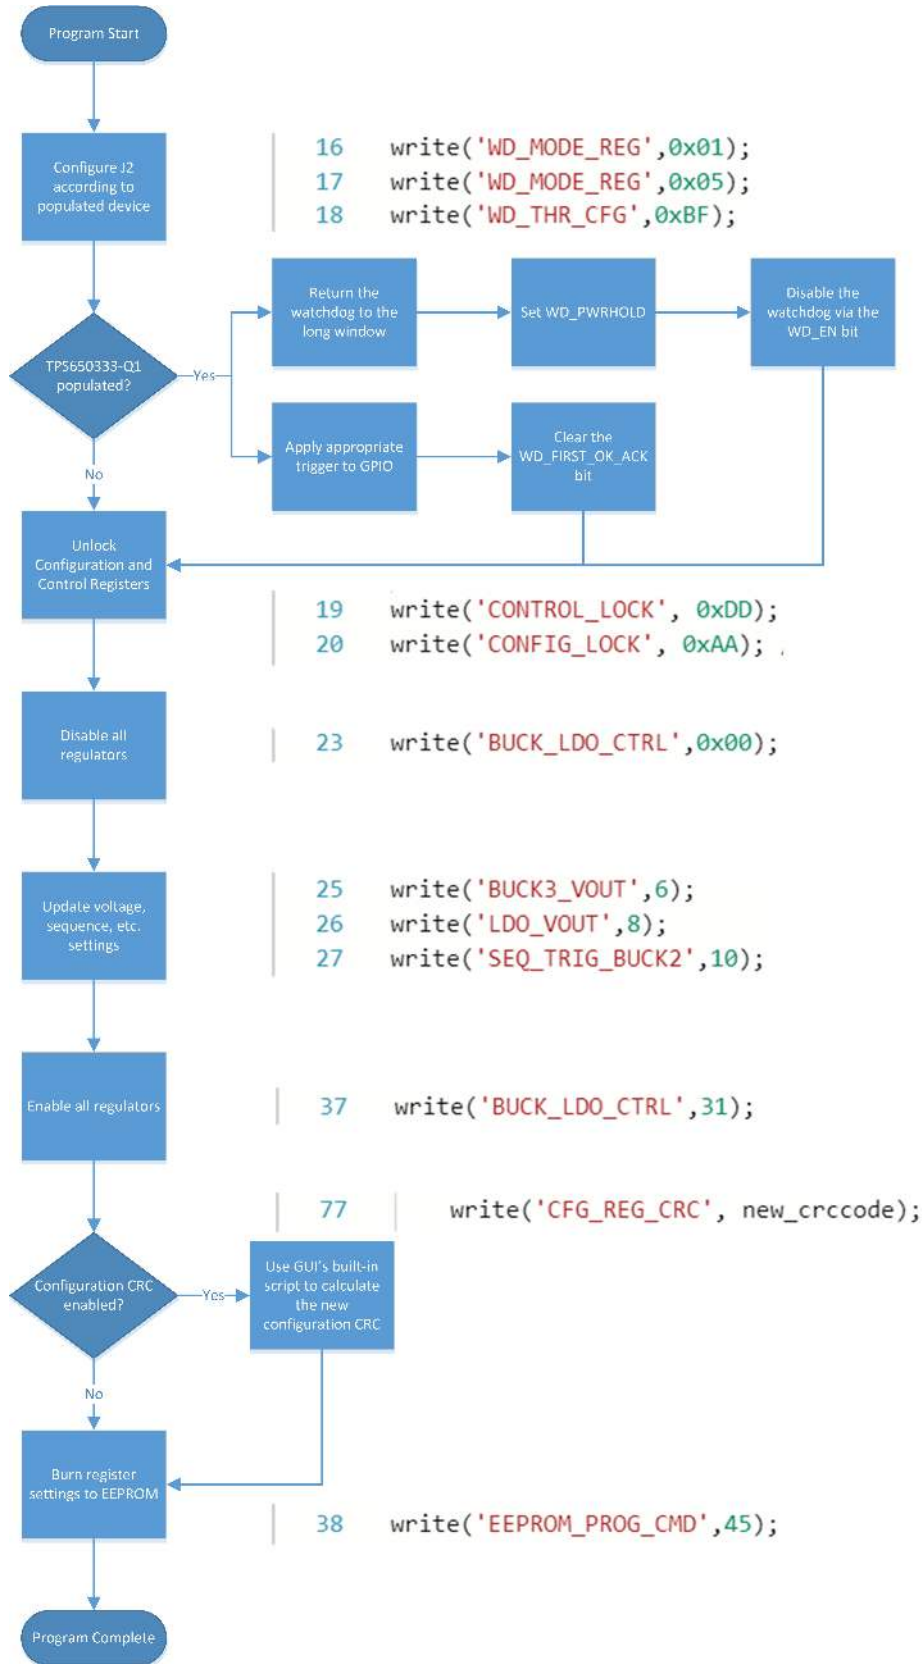 Program Start
Configure J2
according to
populated device
16 write('WD_MODE_REG',0x01);
17 write('WD_MODE_REG',0x05);
18 write('WD_THR_CFG',0xBF);
TPS650333-Q1
populated?
Yes
Return the
watchdog to the
long window
Set WD_PWRHOLD
Disable the
watchdog via the
WD_EN bit
Apply appropriate
trigger to GPIO
Clear the
WD_FIRST_OK_ACK
bit
No
Unlock
Configuration and
Control Registers
19 write('CONTROL_LOCK', 0xDD);
20 write('CONFIG_LOCK', 0xAA);
Disable all
regulators
23 write('BUCK_LDO_CTRL',0x00);
Update voltage,
sequence, etc.
settings
25 write('BUCK3_VOUT',6);
26 write('LDO_VOUT',8);
27 write('SEQ_TRIG_BUCK2',10);
Enable all regulators
37 write('BUCK_LDO_CTRL',31);
77 write('CFG_REG_CRC', new_crccode);
Configuration CRC
enabled?
Yes
Use GUI's built-in
script to calculate
the new
configuration CRC
No
Burn register
settings to EEPROM
38 write('EEPROM_PROG_CMD',45);
Program Complete